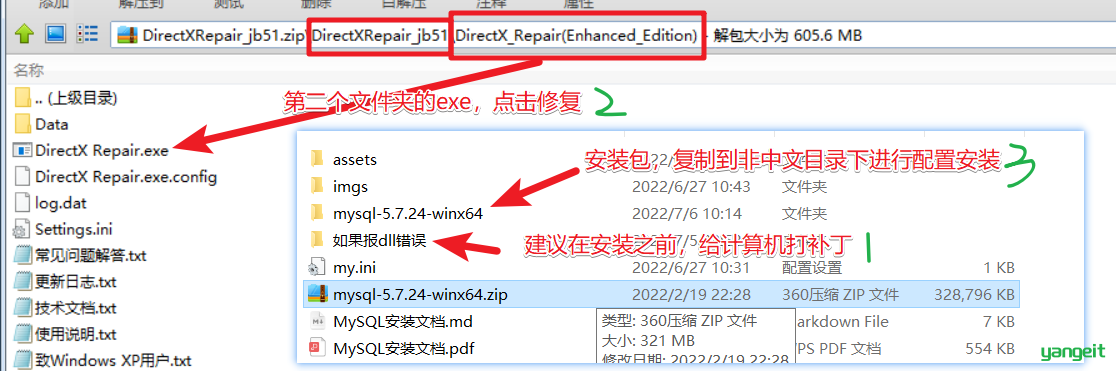 添加 解压到 测试 删除 自解压 注释 属性
DirectXRepair_jb51.zip\DirectXRepair_jb51\DirectX_Repair(Enhanced_Edition) - 解包大小为 605.6 MB
名称
.. (上级目录)
Data
DirectX Repair.exe
DirectX Repair.exe.config
log.dat
Settings.ini
常见问题解答.txt
更新日志.txt
技术文档.txt
使用说明.txt
致Windows XP用户.txt
第二个文件夹的exe，点击修复 2
assets
安装包，复制到非中文目录下进行配置安装 3
imgs 2022/6/27 10:43 文件夹
mysql-5.7.24-winx64 2022/7/6 10:14 文件夹
如果报dll错误
建议在安装之前，给计算机打补丁 1
my.ini 2022/6/27 10:31 配置设置 1 KB
mysql-5.7.24-winx64.zip 2022/2/19 22:28 360压缩 ZIP 文件 328,796 KB
MySQL安装文档.md arkdown File 7 KB
MySQL安装文档.pdf PS PDF 文档 554 KB
类型: 360压缩 ZIP 文件
大小: 321 MB
修改日期: 2022/2/19 22:28
yangeit